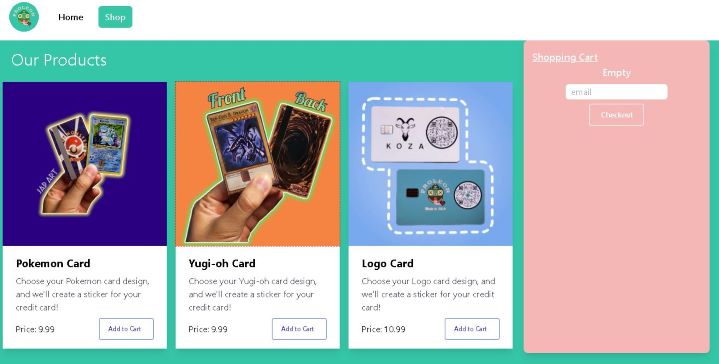 PROLEON
Home
Shop
Our Products
Shopping Cart
Empty
email
Checkout
JAP ART
Front
Back
KOZA
PROLEON
Pokemon Card
Choose your Pokemon card design,
and we'll create a sticker for your
credit card!
Price: 9.99
Add to Cart
Yugi-oh Card
Choose your Yugi-oh card design,
and we'll create a sticker for your
credit card!
Price: 9.99
Add to Cart
Logo Card
Choose your Logo card design, and
we'll create a sticker for your credit
card!
Price: 10.99
Add to Cart